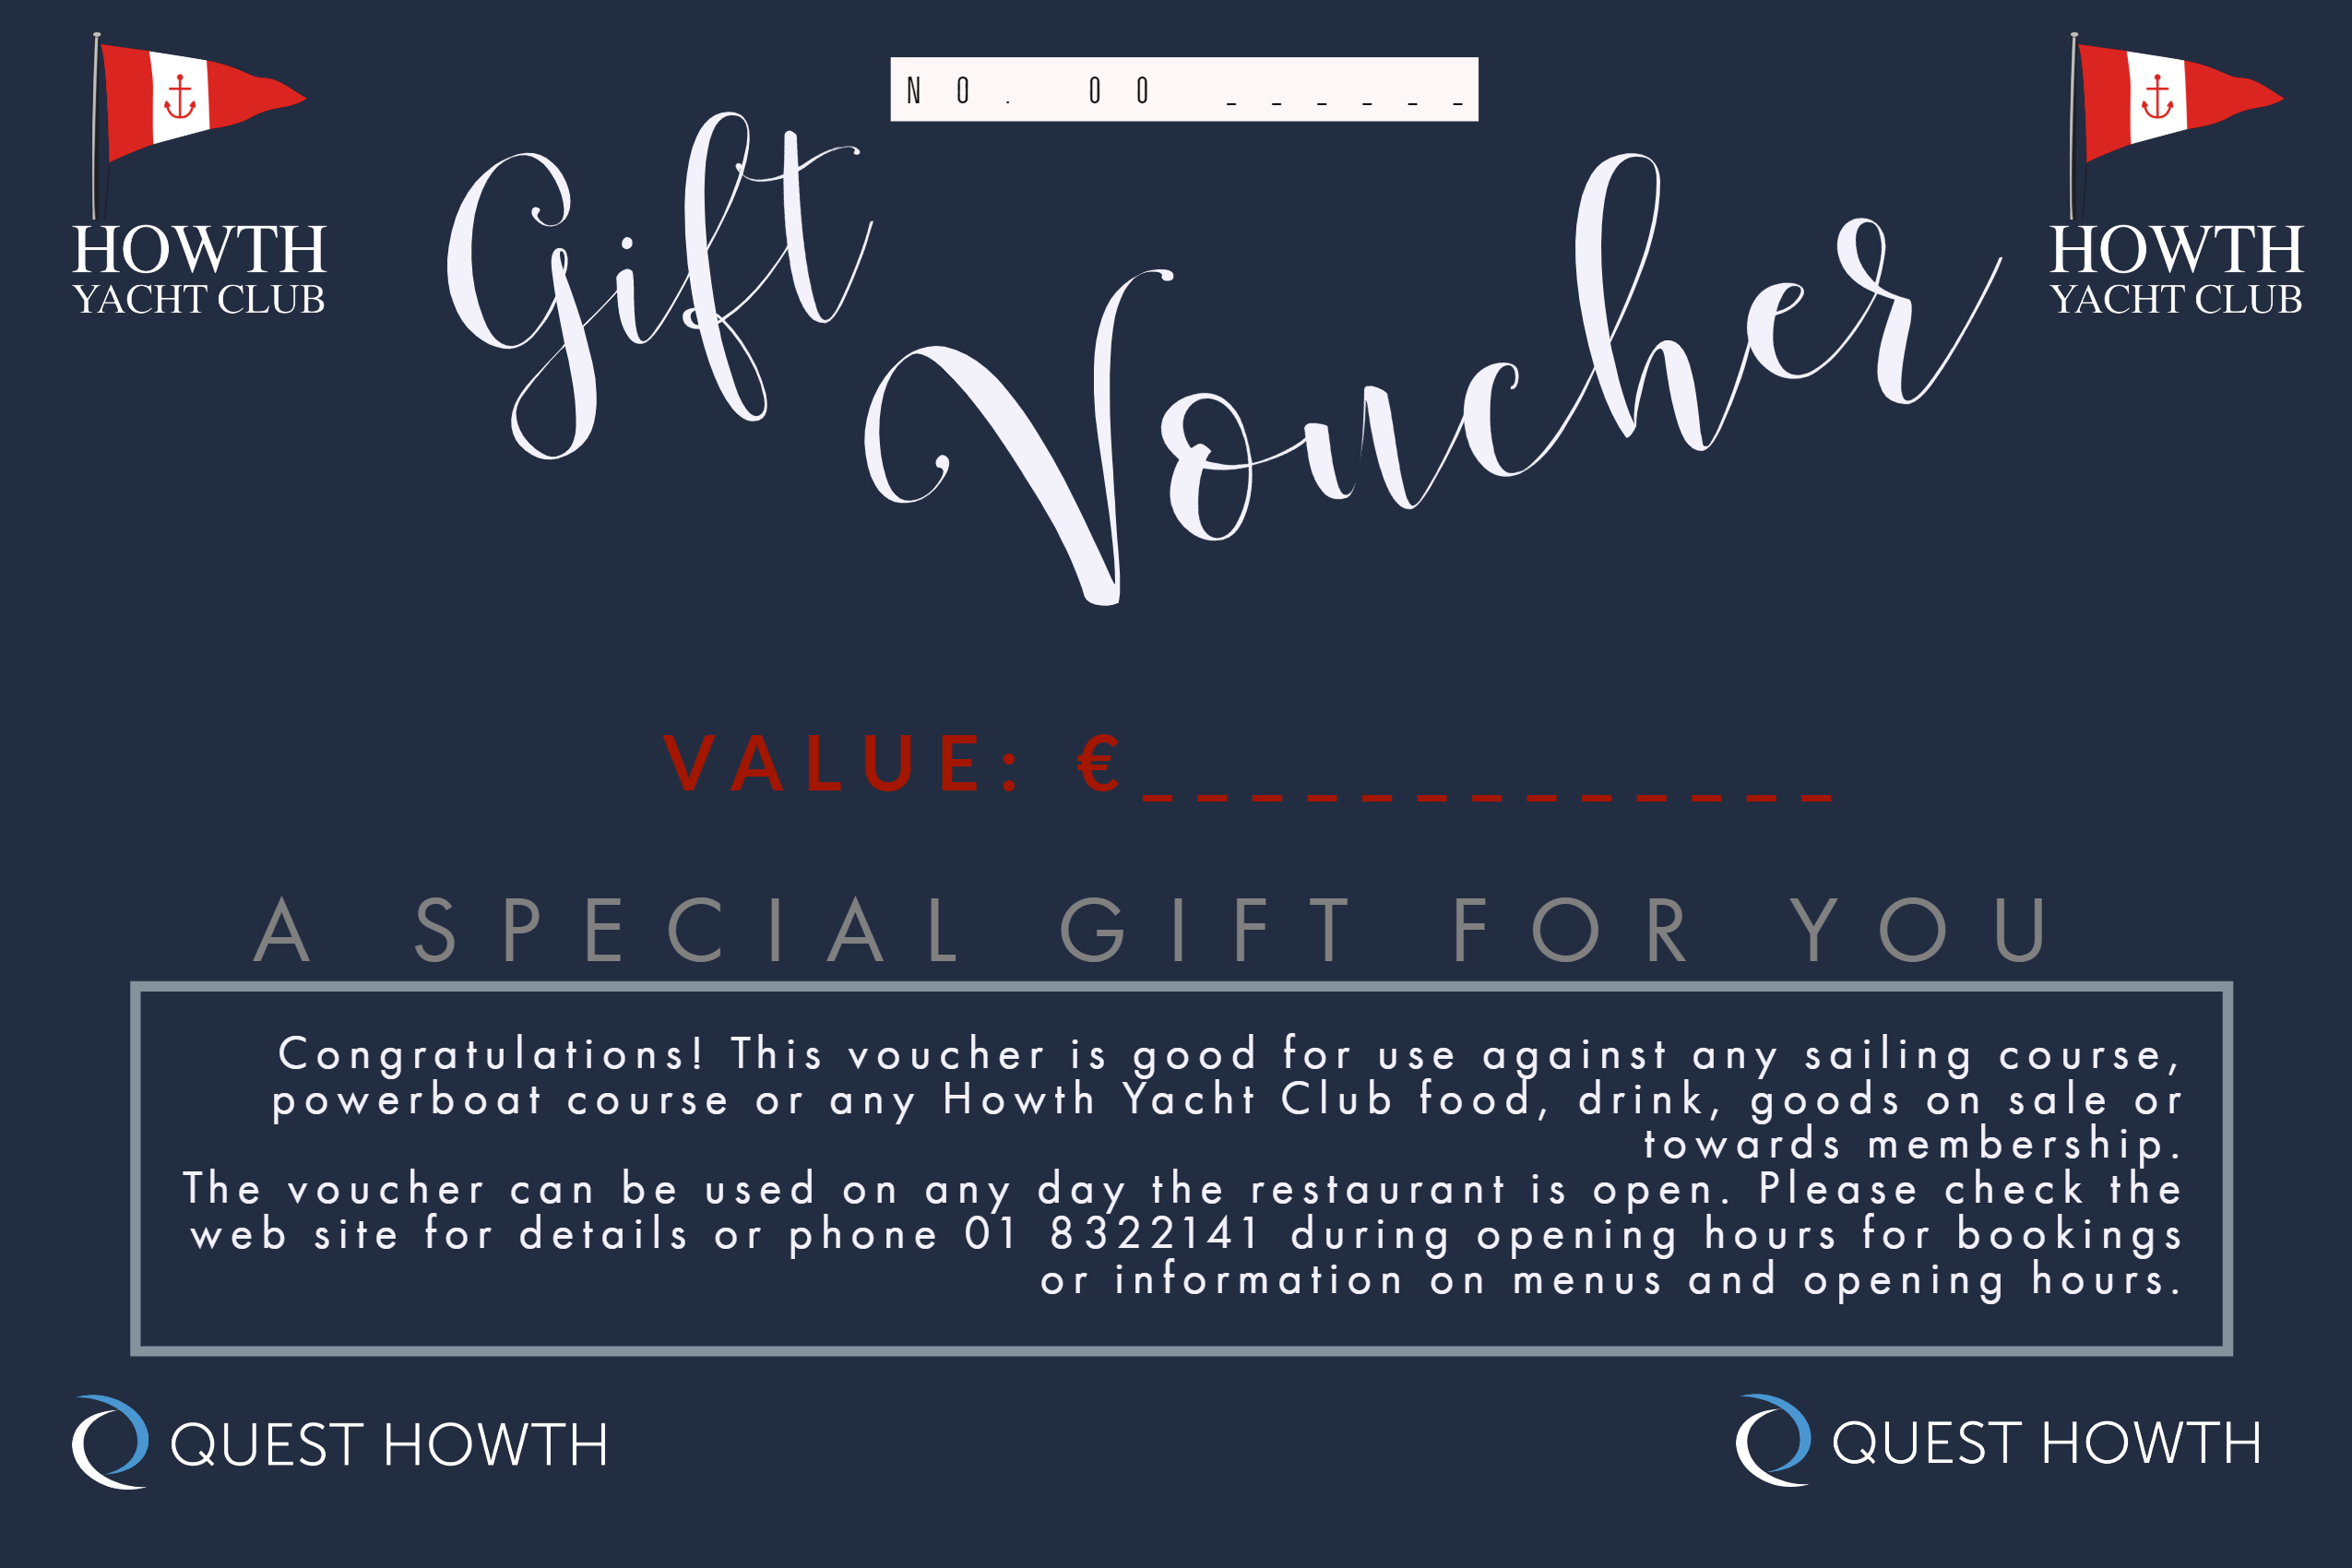 NO. 00 ______
HOWTH
YACHT CLUB
HOWTH
YACHT CLUB
Gift
Voucher
VALUE: €_____________
A SPECIAL GIFT FOR YOU
Congratulations! This voucher is good for use against any sailing course,
powerboat course or any Howth Yacht Club food, drink, goods on sale or
towards membership.
The voucher can be used on any day the restaurant is open. Please check the
web site for details or phone 01 8322141 during opening hours for bookings
or information on menus and opening hours.
QUEST HOWTH
QUEST HOWTH